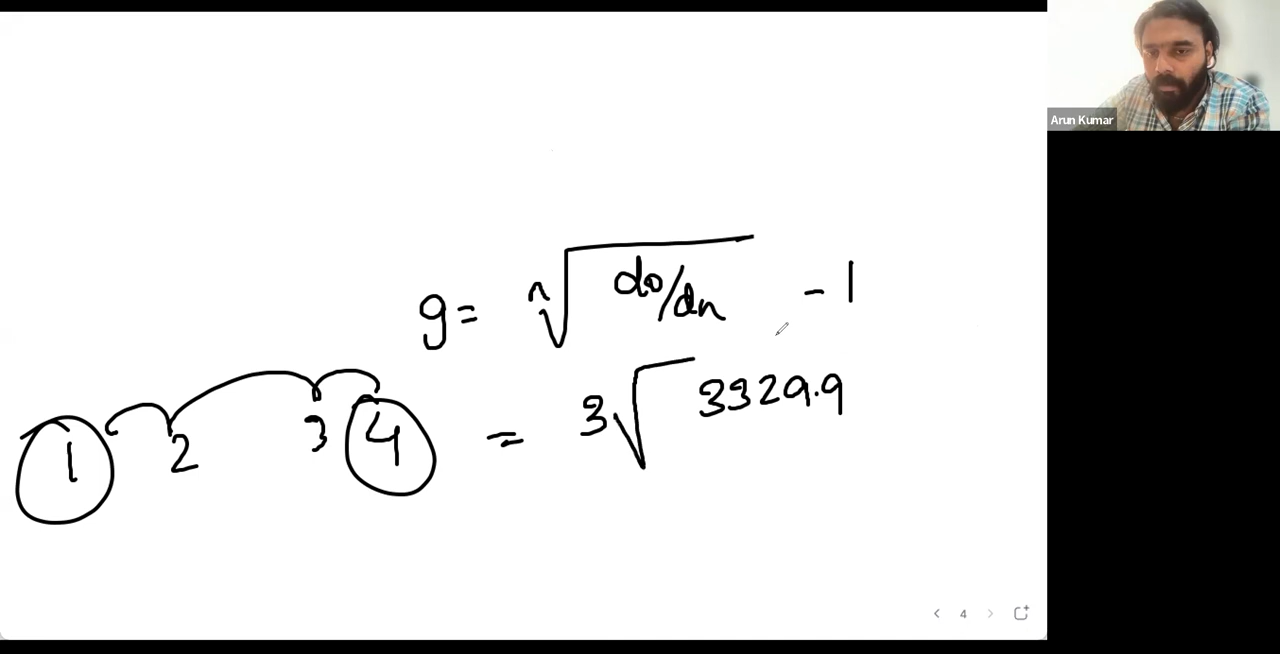 Arun Kumar
g = n√do/dn - 1
1 2 3 4 = 3√3329.9
4